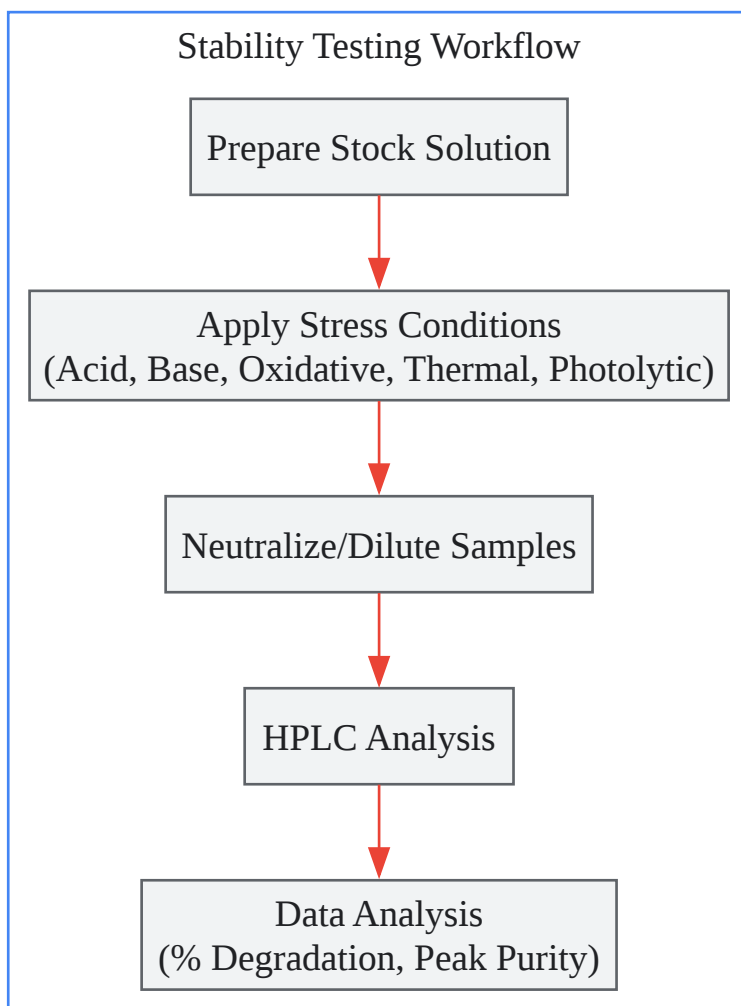 Stability Testing Workflow
Prepare Stock Solution
Apply Stress Conditions
(Acid, Base, Oxidative, Thermal, Photolytic)
Neutralize/Dilute Samples
HPLC Analysis
Data Analysis
(% Degradation, Peak Purity)